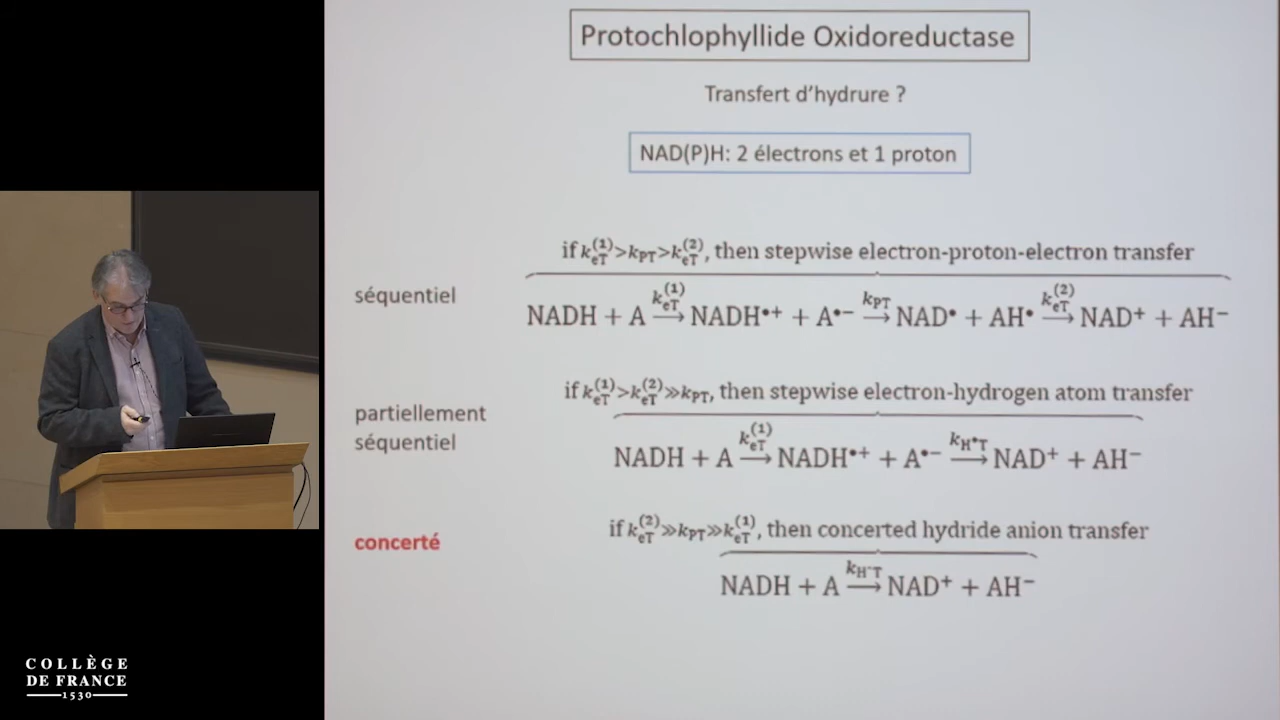 Protochlophyllide Oxidoreductase
Transfert d'hydrure ?
NAD(P)H: 2 électrons et 1 proton
séquentiel
if k_eT^(1)>k_PT>k_eT^(2), then stepwise electron-proton-electron transfer
NADH + A —k_eT^(1)→ NADH•+ + A•− —k_PT→ NAD• + AH• —k_eT^(2)→ NAD+ + AH−
partiellement
séquentiel
if k_eT^(1)>k_eT^(2)≫k_PT, then stepwise electron-hydrogen atom transfer
NADH + A —k_eT^(1)→ NADH•+ + A•− —k_H•T→ NAD+ + AH−
concerté
if k_eT^(2)≫k_PT≫k_eT^(1), then concerted hydride anion transfer
NADH + A —k_H-T→ NAD+ + AH−
COLLÈGE
DE FRANCE
1530